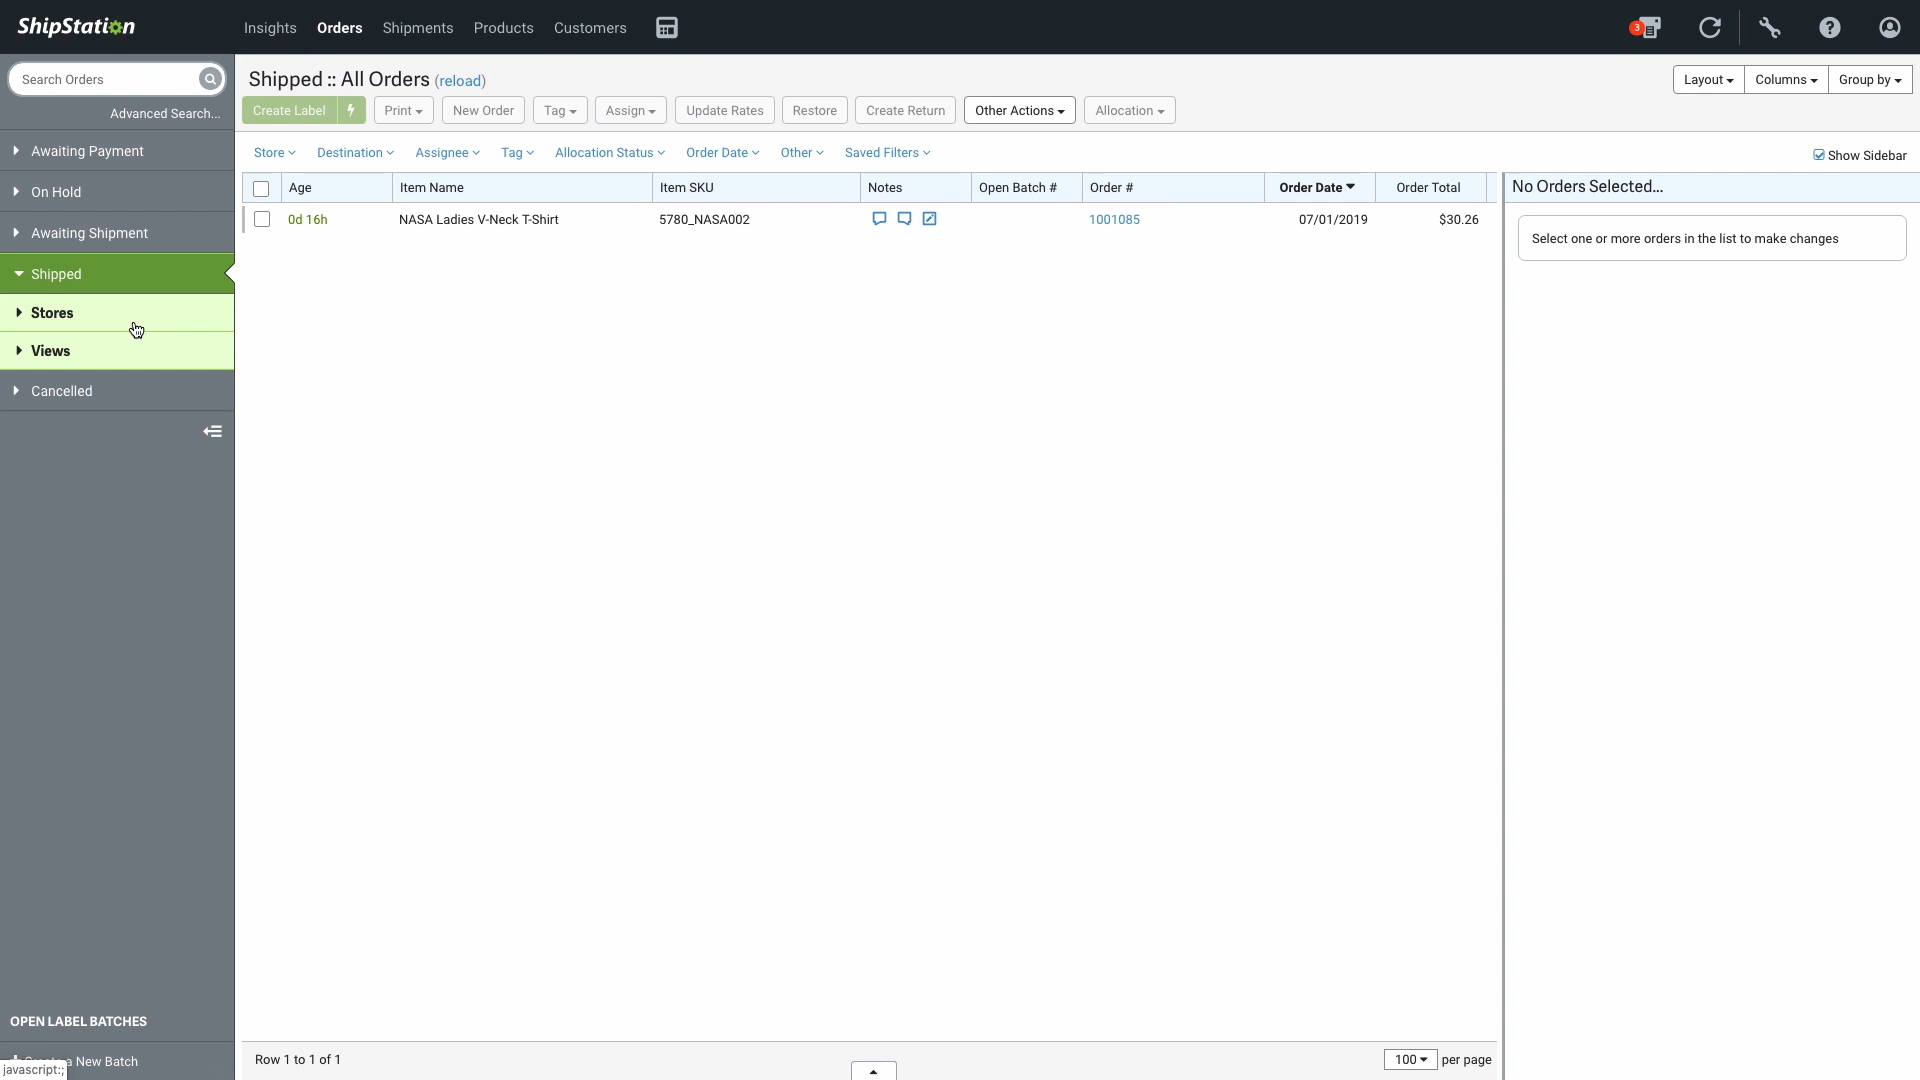 ShipStation
Insights
Orders
Shipments
Products
Customers
3
Search Orders
Advanced Search...
Awaiting Payment
On Hold
Awaiting Shipment
Shipped
Stores
Views
Cancelled
OPEN LABEL BATCHES
a New Batch
javascript:;
Shipped :: All Orders (reload)
Layout
Columns
Group by
Create Label
Print
New Order
Tag
Assign
Update Rates
Restore
Create Return
Other Actions
Allocation
Store
Destination
Assignee
Tag
Allocation Status
Order Date
Other
Saved Filters
Show Sidebar
Age
Item Name
Item SKU
Notes
Open Batch #
Order #
Order Date
Order Total
0d 16h
NASA Ladies V-Neck T-Shirt
5780_NASA002
1001085
07/01/2019
$30.26
No Orders Selected...
Select one or more orders in the list to make changes
Row 1 to 1 of 1
100
per page